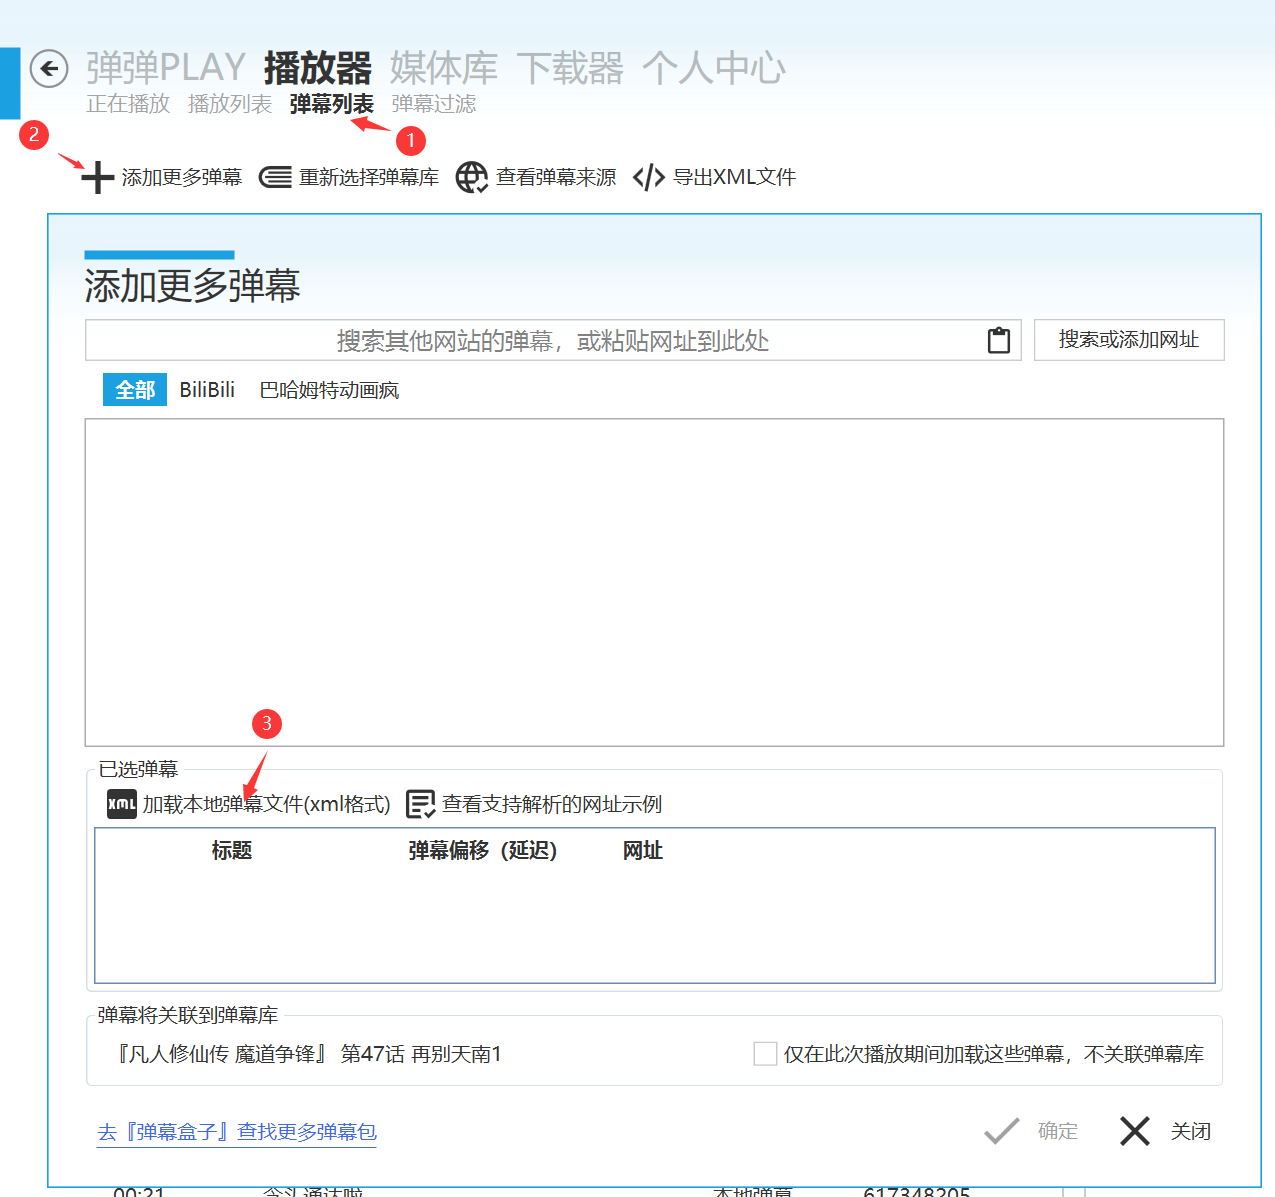 弹弹PLAY 播放器 媒体库 下载器 个人中心
正在播放 播放列表 弹幕列表 弹幕过滤
2
1
添加更多弹幕 重新选择弹幕库 查看弹幕来源 </> 导出XML文件
添加更多弹幕
搜索其他网站的弹幕，或粘贴网址到此处 搜索或添加网址
全部 BiliBili 巴哈姆特动画疯
3
已选弹幕
XML 加载本地弹幕文件(xml格式) 查看支持解析的网址示例
标题 弹幕偏移（延迟） 网址
弹幕将关联到弹幕库
『凡人修仙传 魔道争锋』 第47话 再别天南1 仅在此次播放期间加载这些弹幕，不关联弹幕库
去『弹幕盒子』查找更多弹幕包 确定 关闭
00:21 本地弹幕 617348205